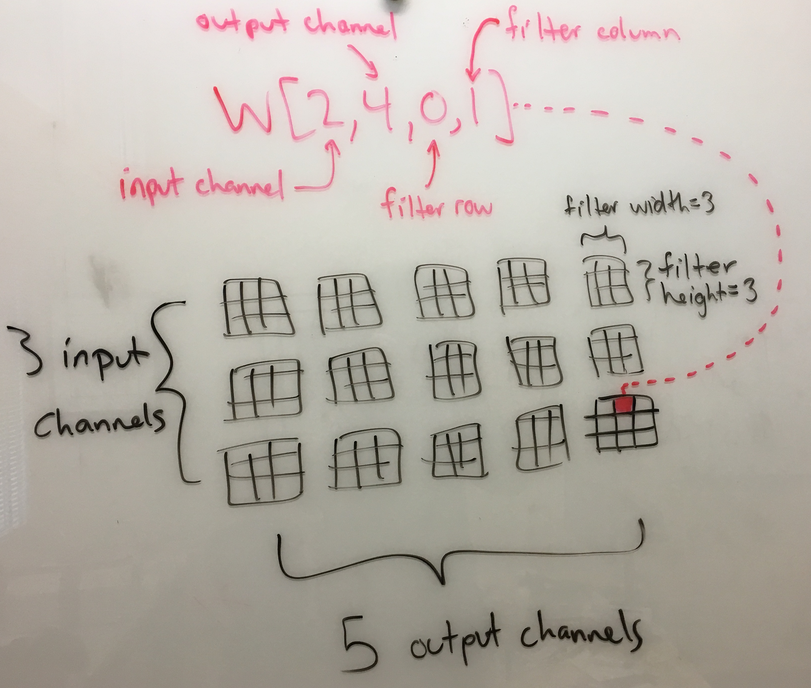 output channel
filter column
W[2,4,0,1]
input channel
filter row
filter width=3
filter
height=3
3 input
channels
5 output channels